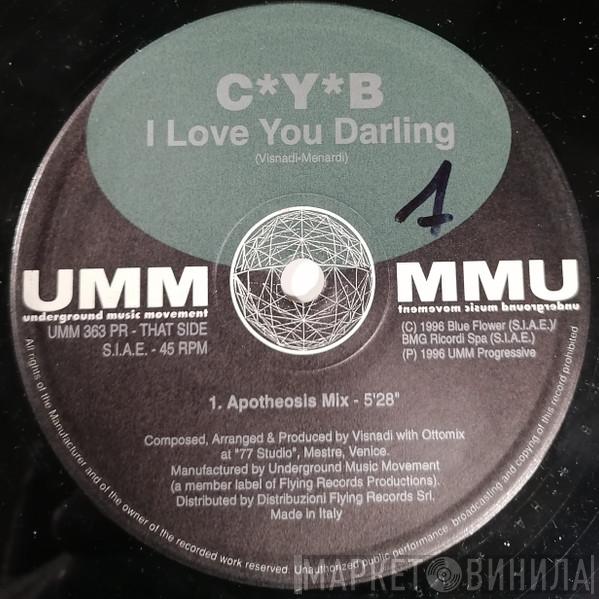 C*Y*B
I Love You Darling
(Visnadi-Menardi)
1
UMM
underground music movement
UMM 363 PR - THAT SIDE
S.I.A.E. - 45 RPM
UMM
underground music movement
(C) 1996 Blue Flower (S.I.A.E.)/
BMG Ricordi Spa (S.I.A.E.)
(P) 1996 UMM Progressive
1. Apotheosis Mix - 5'28"
Composed, Arranged & Produced by Visnadi with Ottomix
at "77 Studio", Mestre, Venice.
Manufactured by Underground Music Movement
(a member label of Flying Records Productions).
Distributed by Distribuzioni Flying Records Srl.
Made in Italy
All rights of the Manufacturer and of the owner of the recorded work reserved. Unauthorized public performance, broadcasting and copying of this record prohibited
МАРКЕТ ВИНИЛА